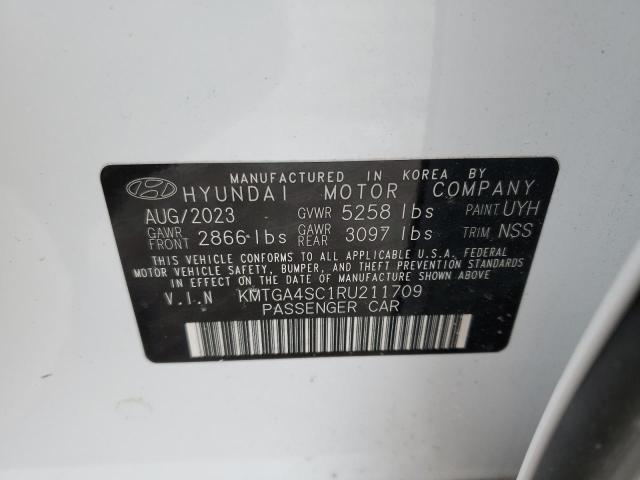 MANUFACTURED IN KOREA BY
HYUNDAI MOTOR COMPANY
AUG/2023 GVWR 5258 lbs PAINT UYH
GAWR FRONT 2866 lbs GAWR REAR 3097 lbs TRIM NSS
THIS VEHICLE CONFORMS TO ALL APPLICABLE U.S.A. FEDERAL
MOTOR VEHICLE SAFETY, BUMPER, AND THEFT PREVENTION STANDARDS
IN EFFECT ON THE DATE OF MANUFACTURE SHOWN ABOVE.
V.I.N KMTGA4SC1RU211709
PASSENGER CAR